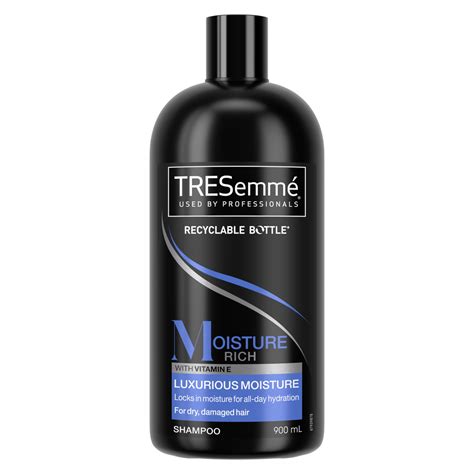 TRESemmé®
USED BY PROFESSIONALS
RECYCLABLE BOTTLE*
MOISTURE
RICH
WITH VITAMIN E
LUXURIOUS MOISTURE
Locks in moisture for all-day hydration
For dry, damaged hair
SHAMPOO 900 mL